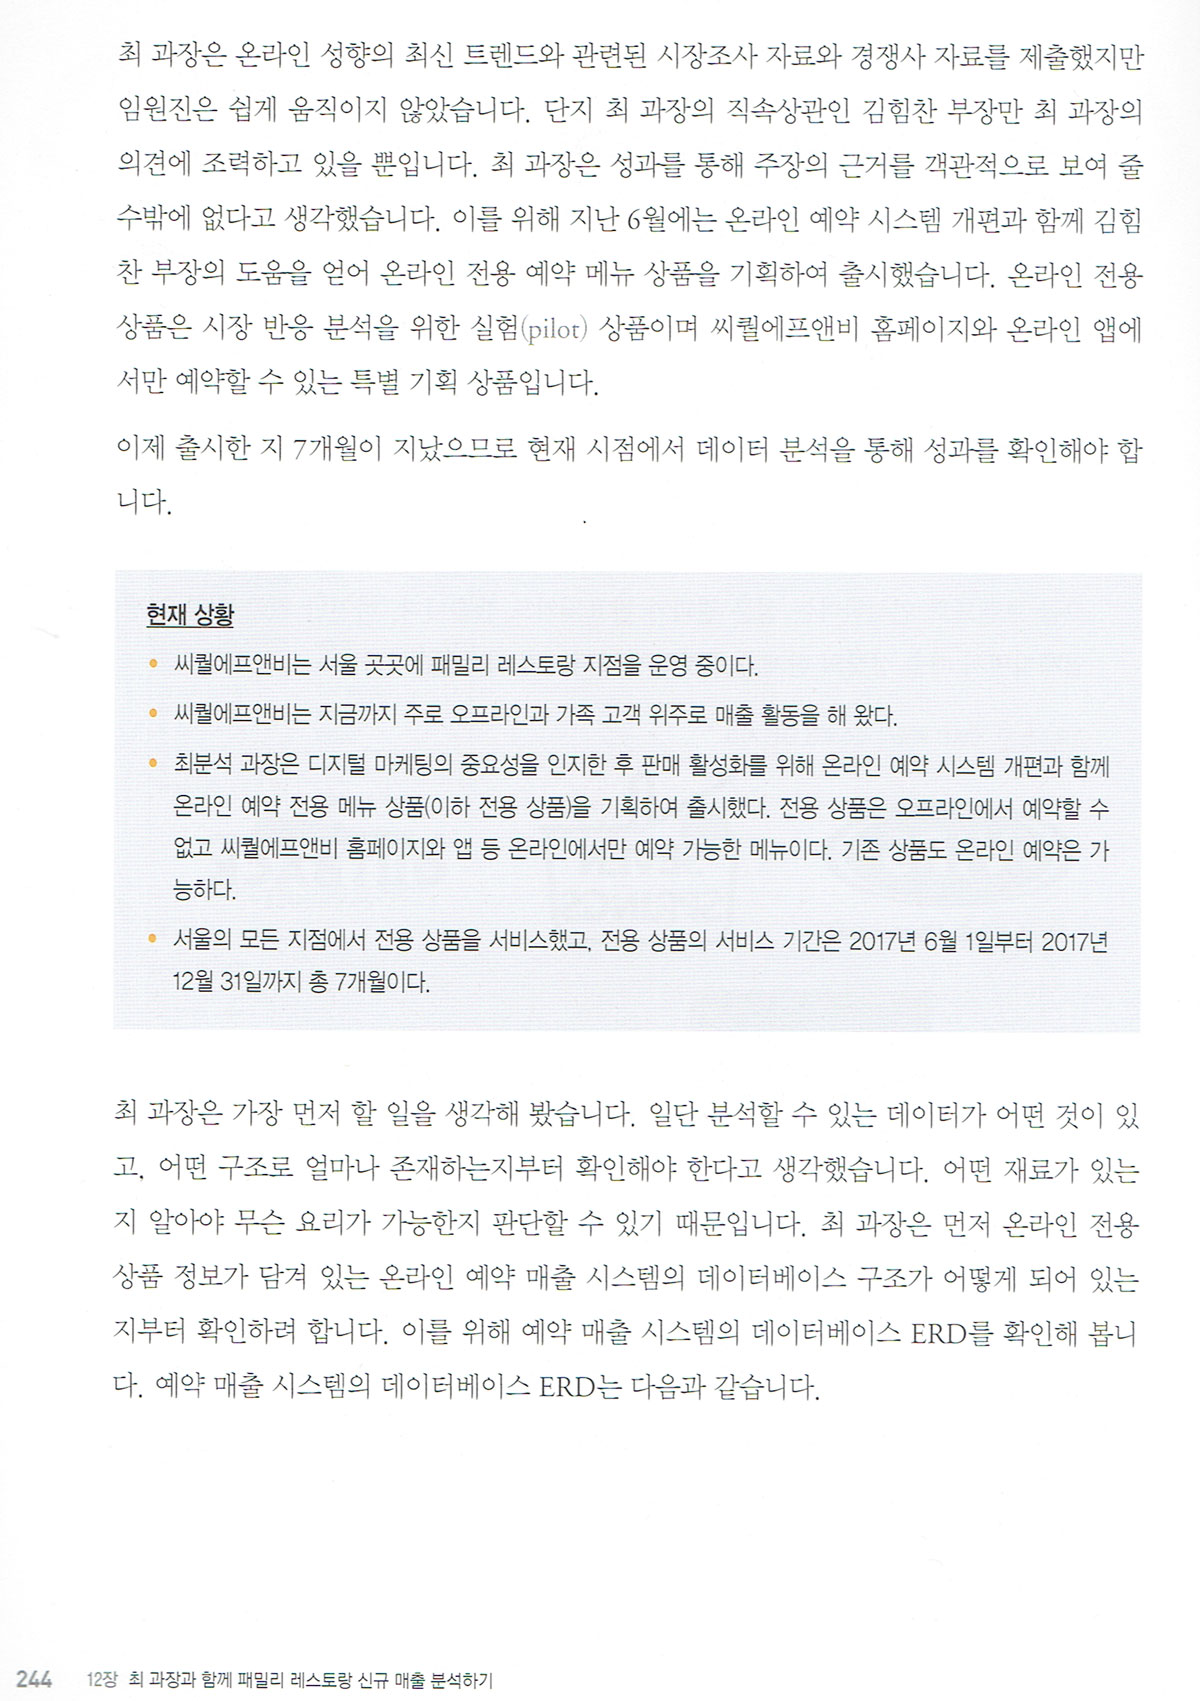 최 과장은 온라인 성향의 최신 트렌드와 관련된 시장조사 자료와 경쟁사 자료를 제출했지만
임원진은 쉽게 움직이지 않았습니다. 단지 최 과장의 직속상관인 김힘찬 부장만 최 과장의
의견에 조력하고 있을 뿐입니다. 최 과장은 성과를 통해 주장의 근거를 객관적으로 보여 줄
수밖에 없다고 생각했습니다. 이를 위해 지난 6월에는 온라인 예약 시스템 개편과 함께 김힘
찬 부장의 도움을 얻어 온라인 전용 예약 메뉴 상품을 기획하여 출시했습니다. 온라인 전용
상품은 시장 반응 분석을 위한 실험(pilot) 상품이며 씨퀄에프앤비 홈페이지와 온라인 앱에
서만 예약할 수 있는 특별 기획 상품입니다.
이제 출시한 지 7개월이 지났으므로 현재 시점에서 데이터 분석을 통해 성과를 확인해야 합
니다.
현재 상황
• 씨퀄에프앤비는 서울 곳곳에 패밀리 레스토랑 지점을 운영 중이다.
• 씨퀄에프앤비는 지금까지 주로 오프라인과 가족 고객 위주로 매출 활동을 해 왔다.
• 최분석 과장은 디지털 마케팅의 중요성을 인지한 후 판매 활성화를 위해 온라인 예약 시스템 개편과 함께
온라인 예약 전용 메뉴 상품(이하 전용 상품)을 기획하여 출시했다. 전용 상품은 오프라인에서 예약할 수
없고 씨퀄에프앤비 홈페이지와 앱 등 온라인에서만 예약 가능한 메뉴이다. 기존 상품도 온라인 예약은 가
능하다.
• 서울의 모든 지점에서 전용 상품을 서비스했고, 전용 상품의 서비스 기간은 2017년 6월 1일부터 2017년
12월 31일까지 총 7개월이다.
최 과장은 가장 먼저 할 일을 생각해 봤습니다. 일단 분석할 수 있는 데이터가 어떤 것이 있
고, 어떤 구조로 얼마나 존재하는지부터 확인해야 한다고 생각했습니다. 어떤 재료가 있는
지 알아야 무슨 요리가 가능한지 판단할 수 있기 때문입니다. 최 과장은 먼저 온라인 전용
상품 정보가 담겨 있는 온라인 예약 매출 시스템의 데이터베이스 구조가 어떻게 되어 있는
지부터 확인하려 합니다. 이를 위해 예약 매출 시스템의 데이터베이스 ERD를 확인해 봅니
다. 예약 매출 시스템의 데이터베이스 ERD는 다음과 같습니다.
244 12장 최 과장과 함께 패밀리 레스토랑 신규 매출 분석하기